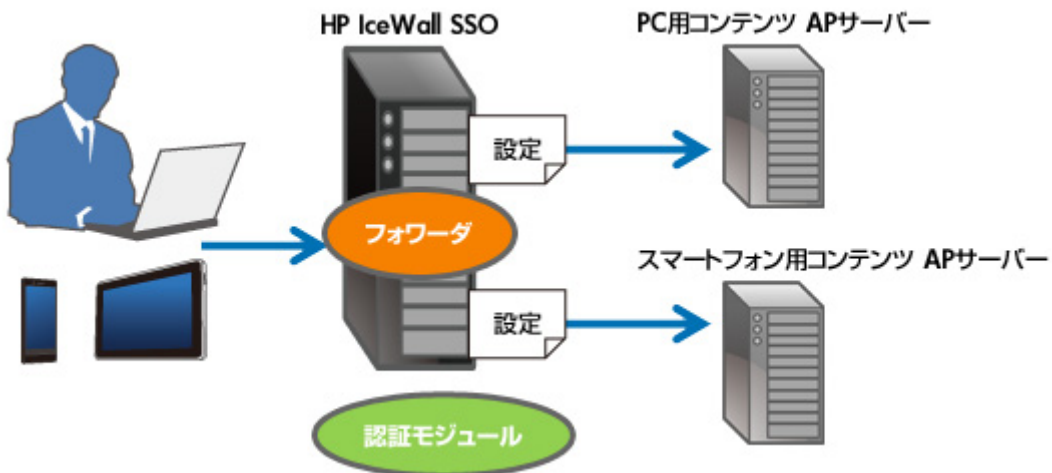 HP IceWall SSO
PC用コンテンツ APサーバー
設定
フォワーダ
スマートフォン用コンテンツ APサーバー
設定
認証モジュール